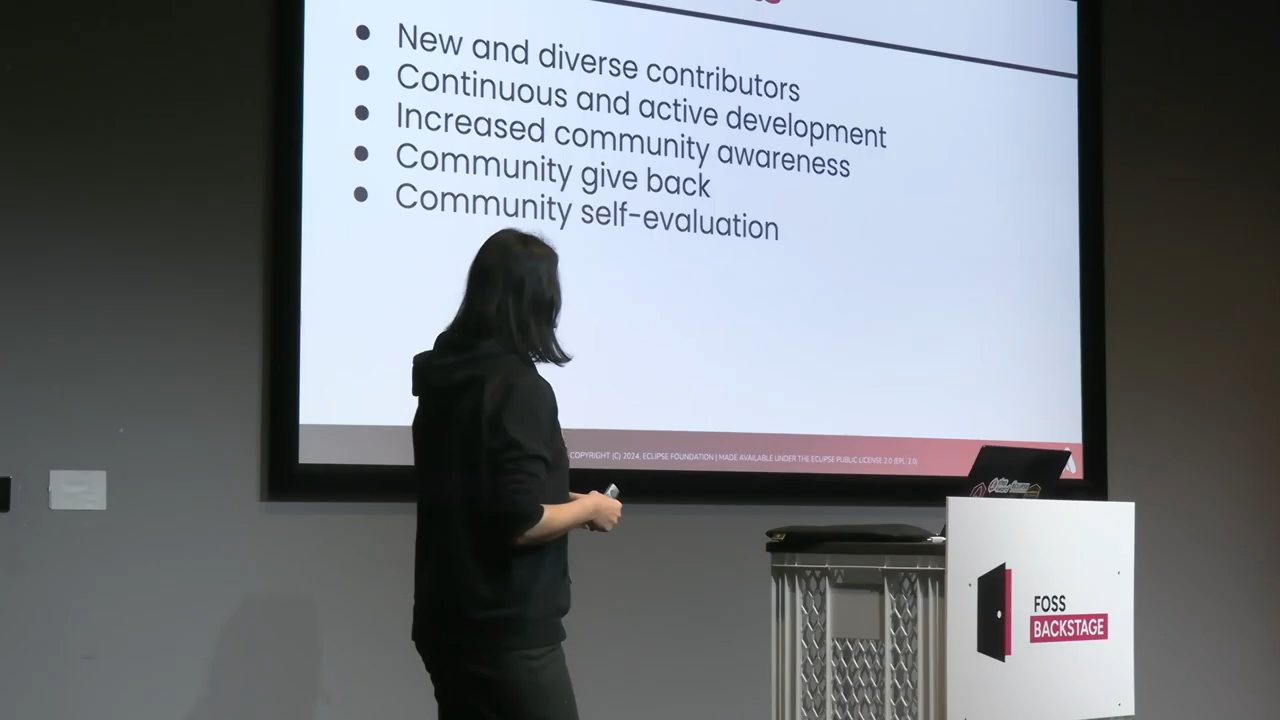 New and diverse contributors
Continuous and active development
Increased community awareness
Community give back
Community self-evaluation
COPYRIGHT (C) 2024, ECLIPSE FOUNDATION | MADE AVAILABLE UNDER THE ECLIPSE PUBLIC LICENSE 2.0 (EPL 2.0)
FOSS
BACKSTAGE